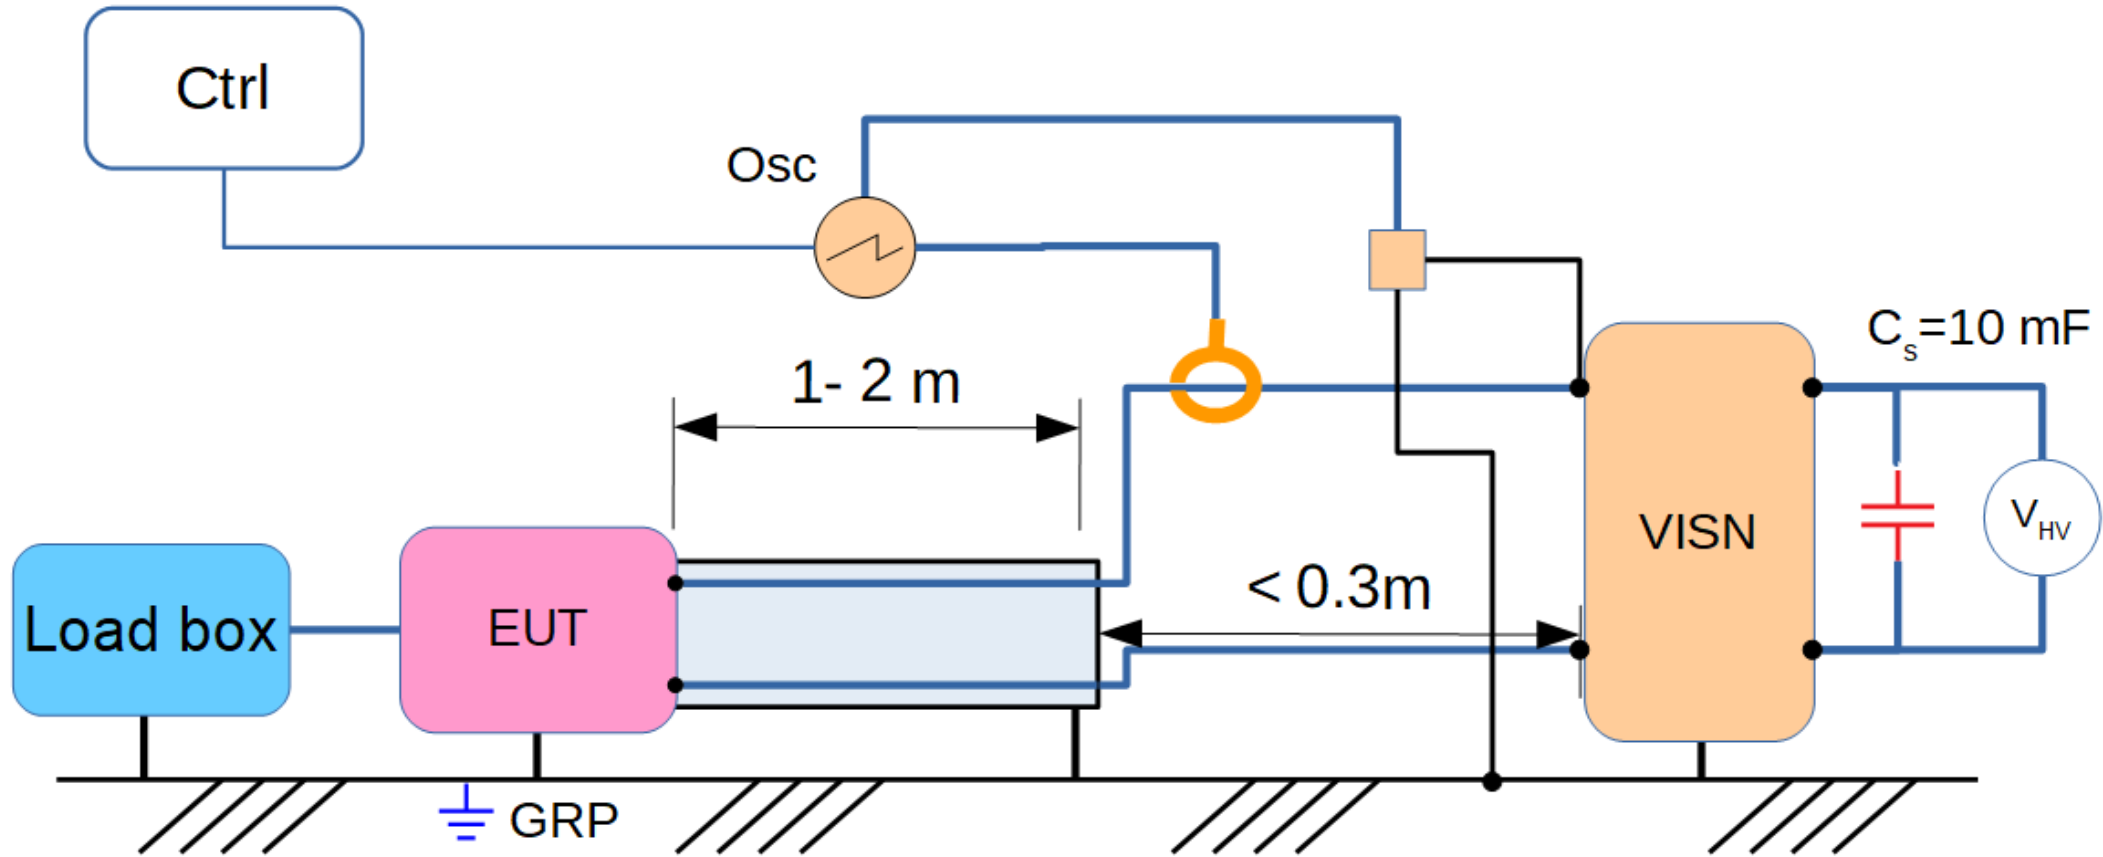 Ctrl
Osc
C_s=10 mF
1- 2 m
V_HV
VISN
< 0.3m
Load box
EUT
GRP